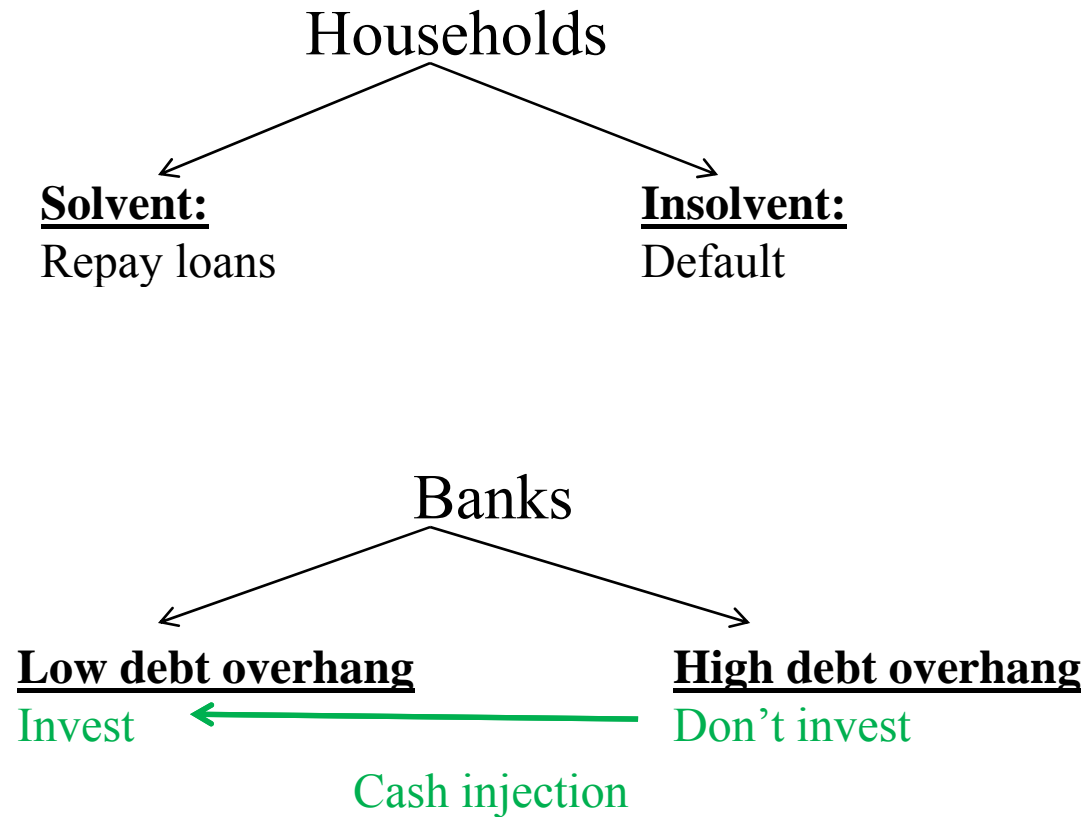 Households
Solvent:
Repay loans
Insolvent:
Default
Banks
Low debt overhang
Invest
High debt overhang
Don’t invest
Cash injection